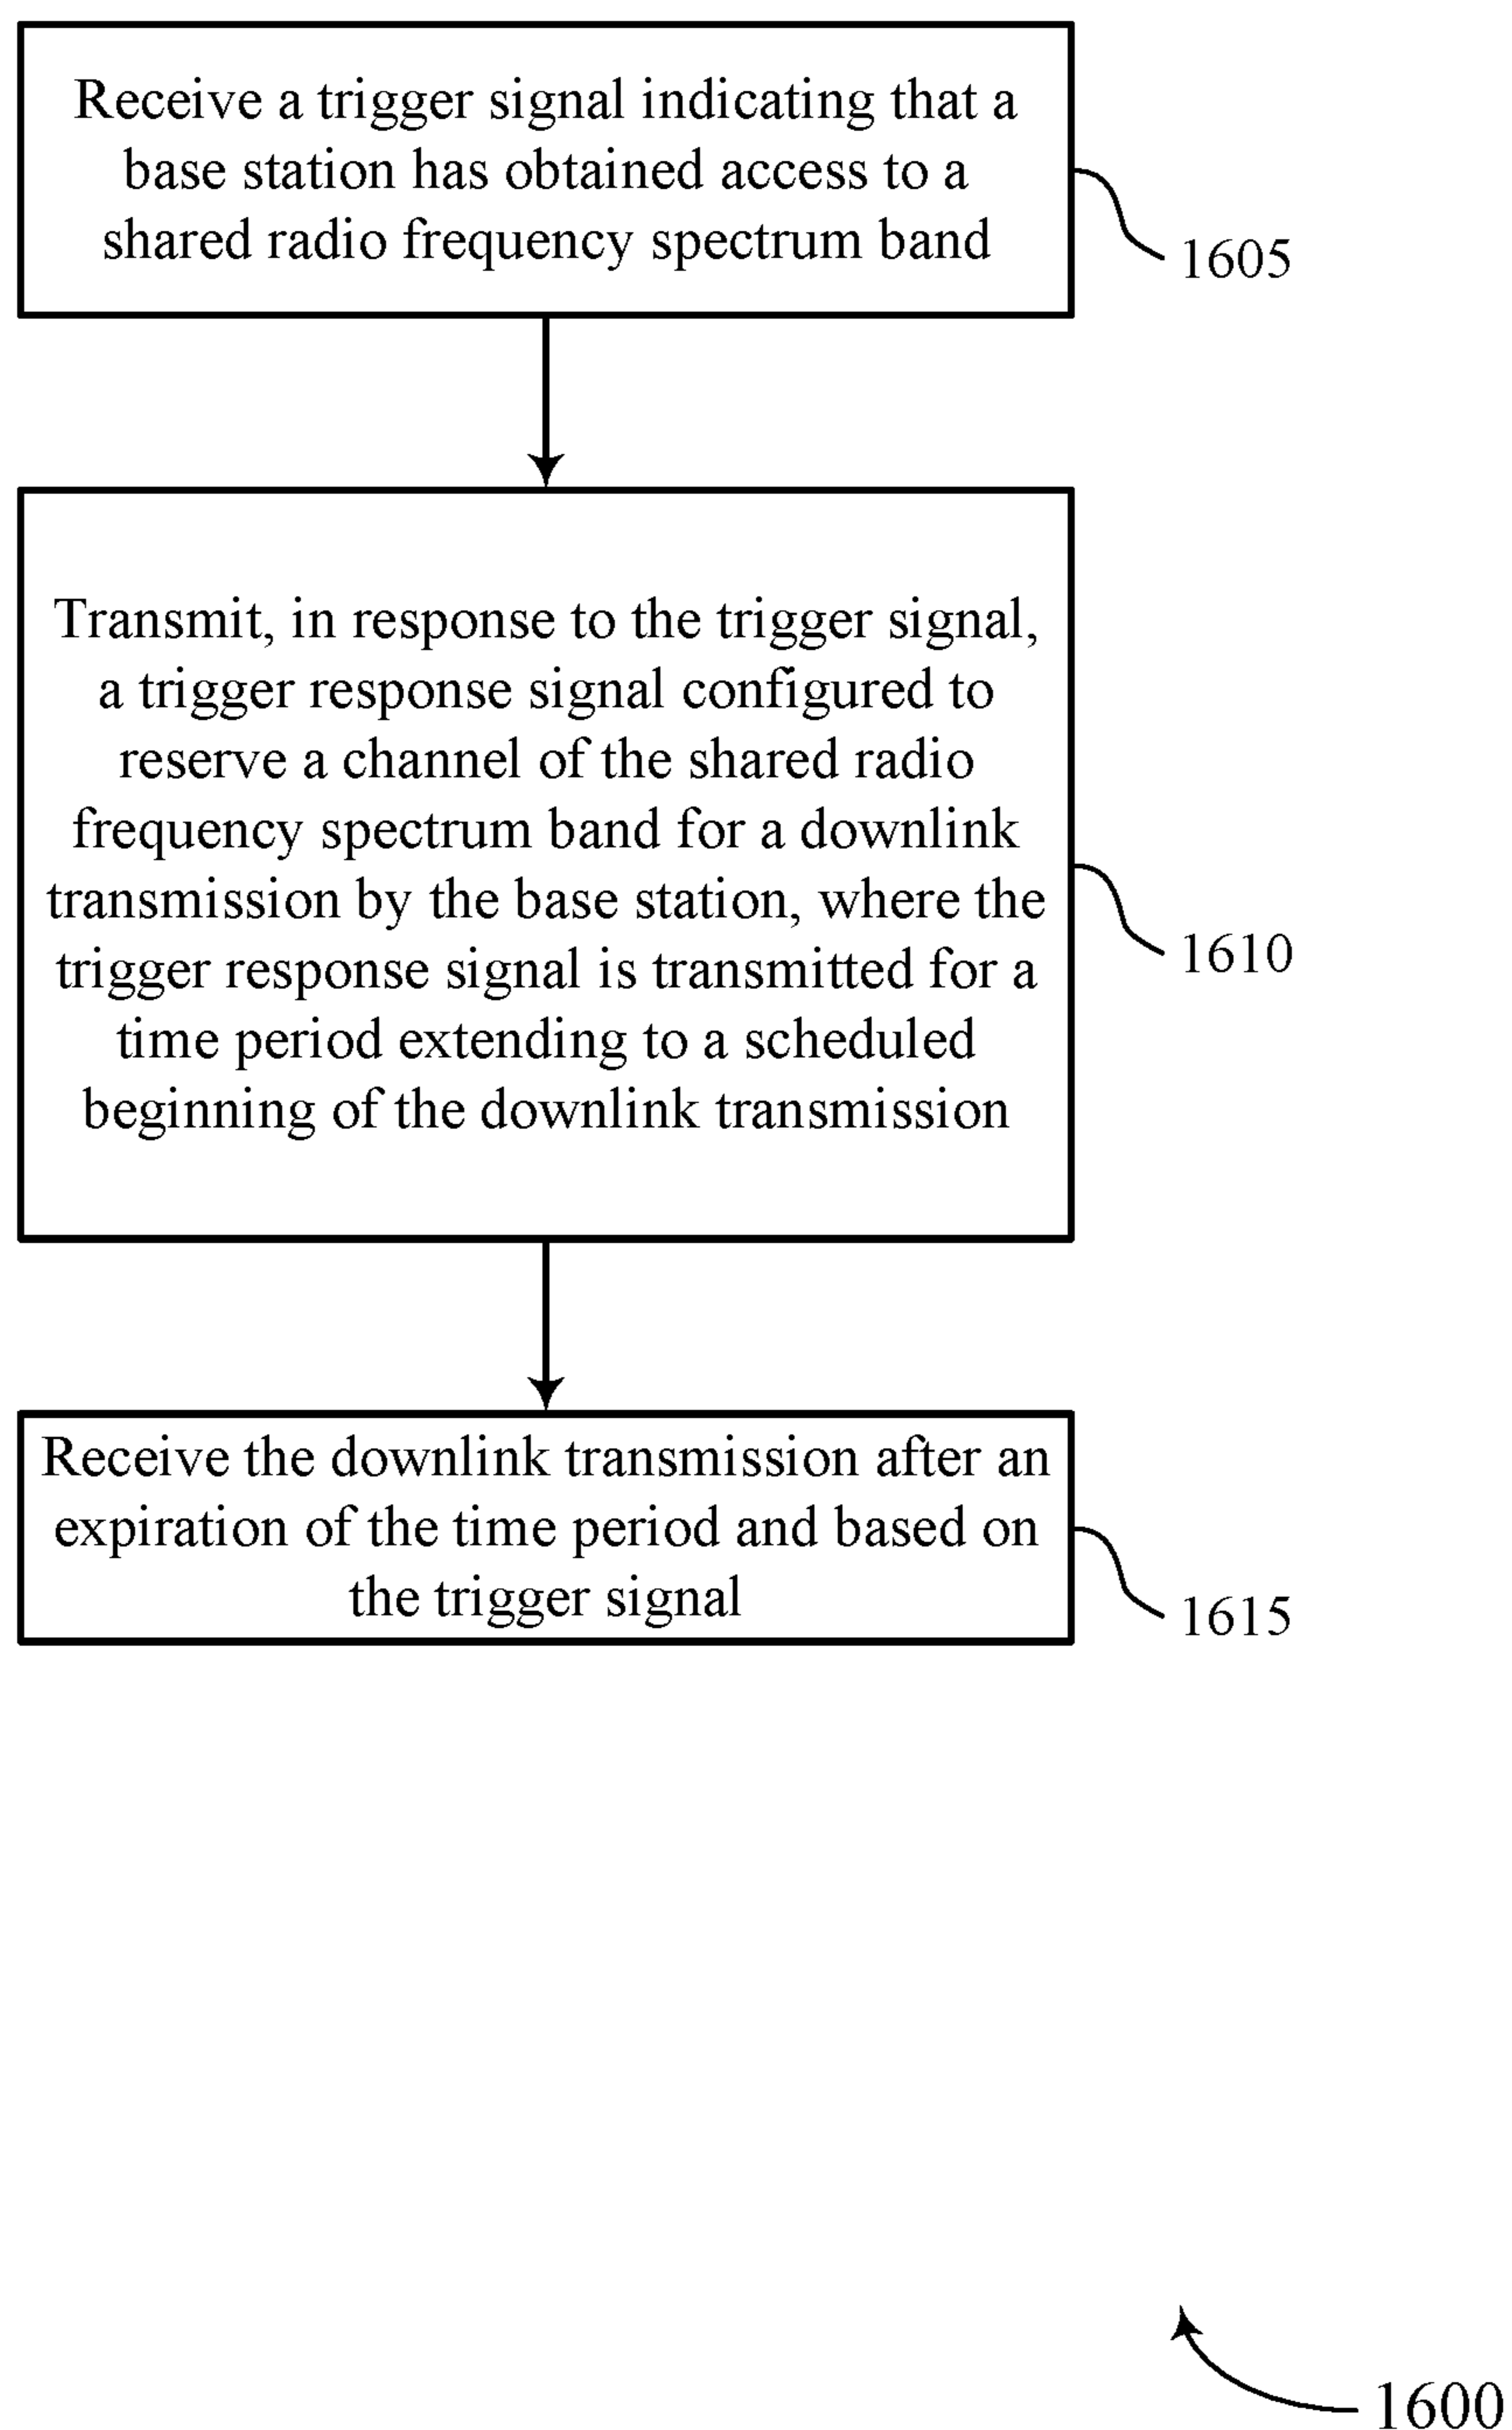 Receive a trigger signal indicating that a
base station has obtained access to a
shared radio frequency spectrum band
1605
Transmit, in response to the trigger signal,
a trigger response signal configured to
reserve a channel of the shared radio
frequency spectrum band for a downlink
transmission by the base station, where the
trigger response signal is transmitted for a
time period extending to a scheduled
beginning of the downlink transmission
1610
Receive the downlink transmission after an
expiration of the time period and based on
the trigger signal
1615
1600